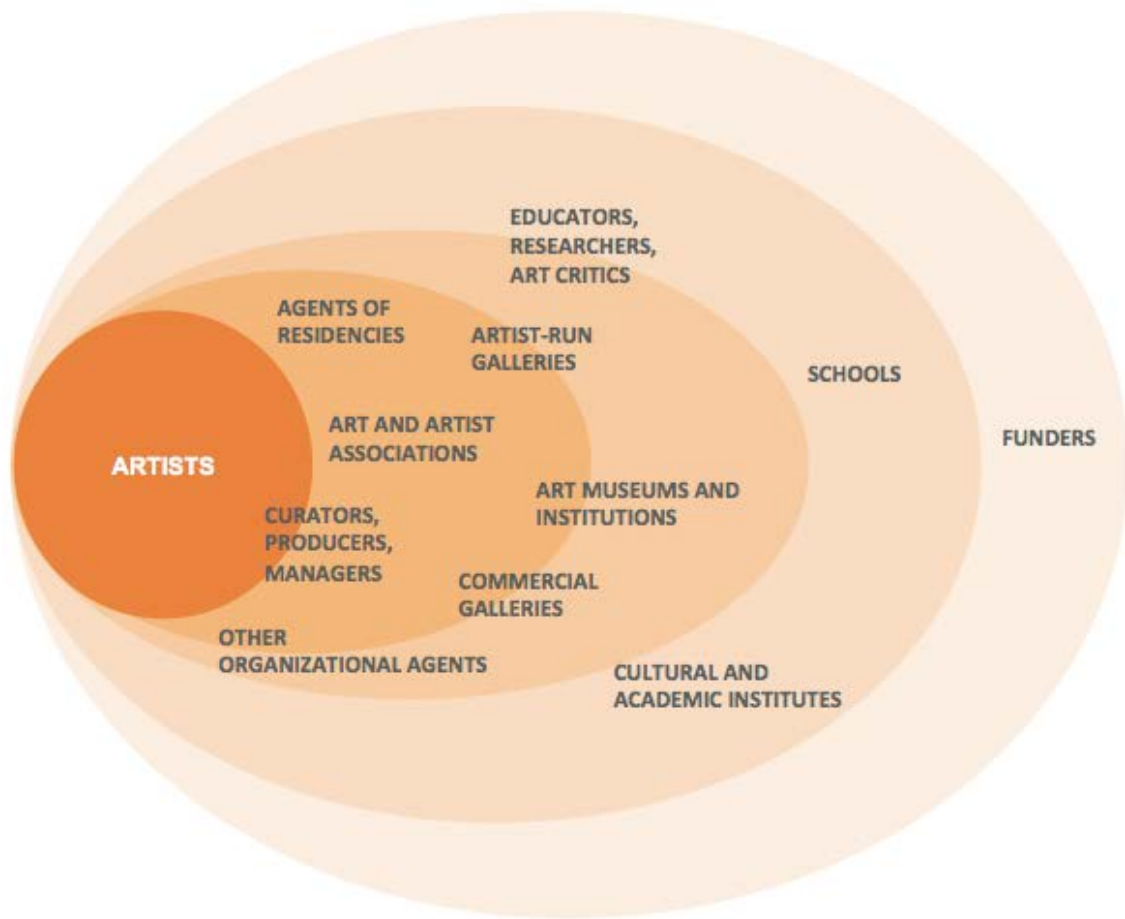 EDUCATORS,
RESEARCHERS,
ART CRITICS
AGENTS OF
RESIDENCIES
ARTIST-RUN
GALLERIES
SCHOOLS
ART AND ARTIST
ASSOCIATIONS
FUNDERS
ARTISTS
ART MUSEUMS AND
INSTITUTIONS
CURATORS,
PRODUCERS,
MANAGERS
COMMERCIAL
GALLERIES
OTHER
ORGANIZATIONAL AGENTS
CULTURAL AND
ACADEMIC INSTITUTES